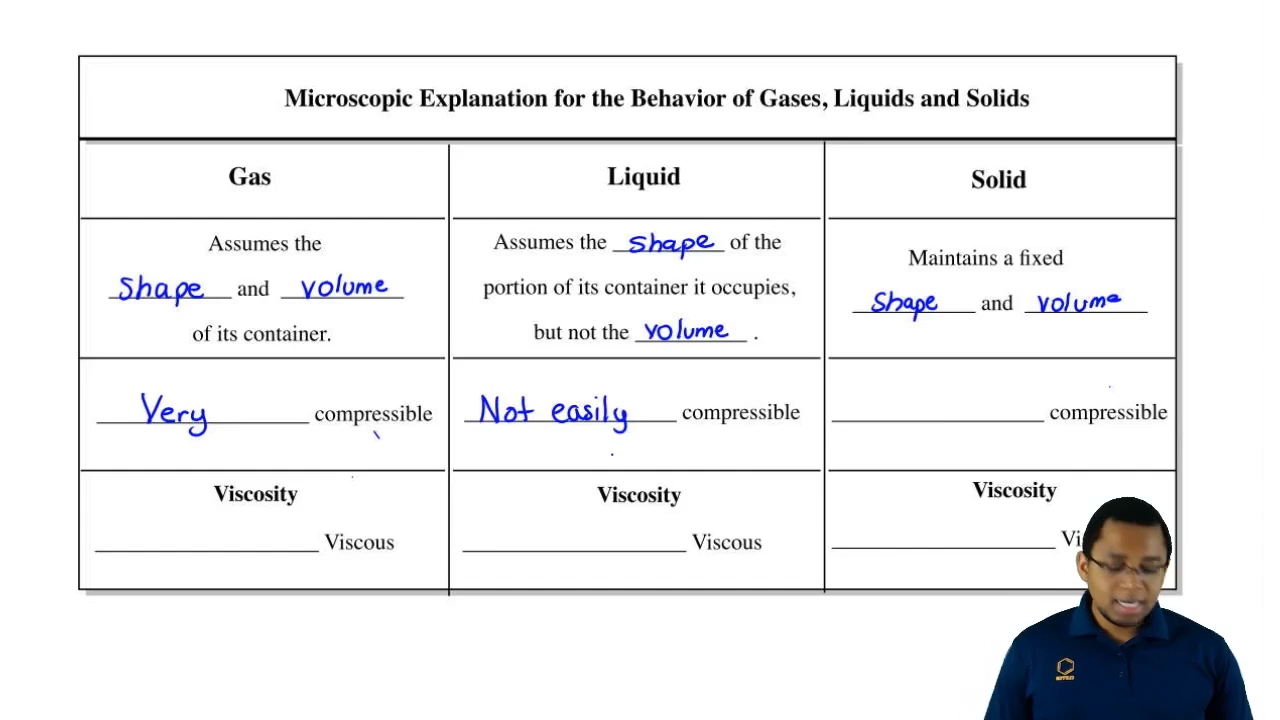 Microscopic Explanation for the Behavior of Gases, Liquids and Solids
Gas
Liquid
Solid
Assumes the
shape and volume
of its container.
Assumes the shape of the
portion of its container it occupies,
but not the volume .
Maintains a fixed
shape and volume
Very compressible
Not easily compressible
compressible
Viscosity
Viscous
Viscosity
Viscous
Viscosity